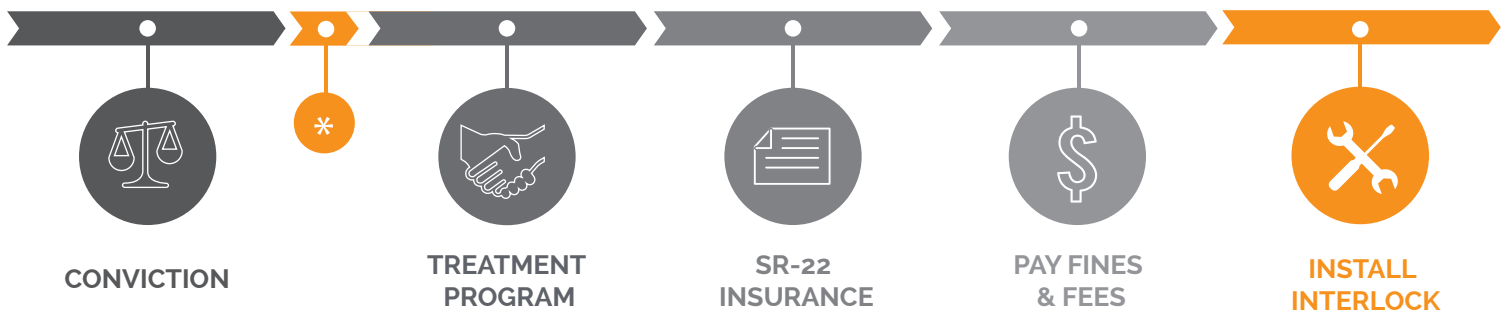 *
$
CONVICTION
TREATMENT
PROGRAM
SR-22
INSURANCE
PAY FINES
& FEES
INSTALL
INTERLOCK